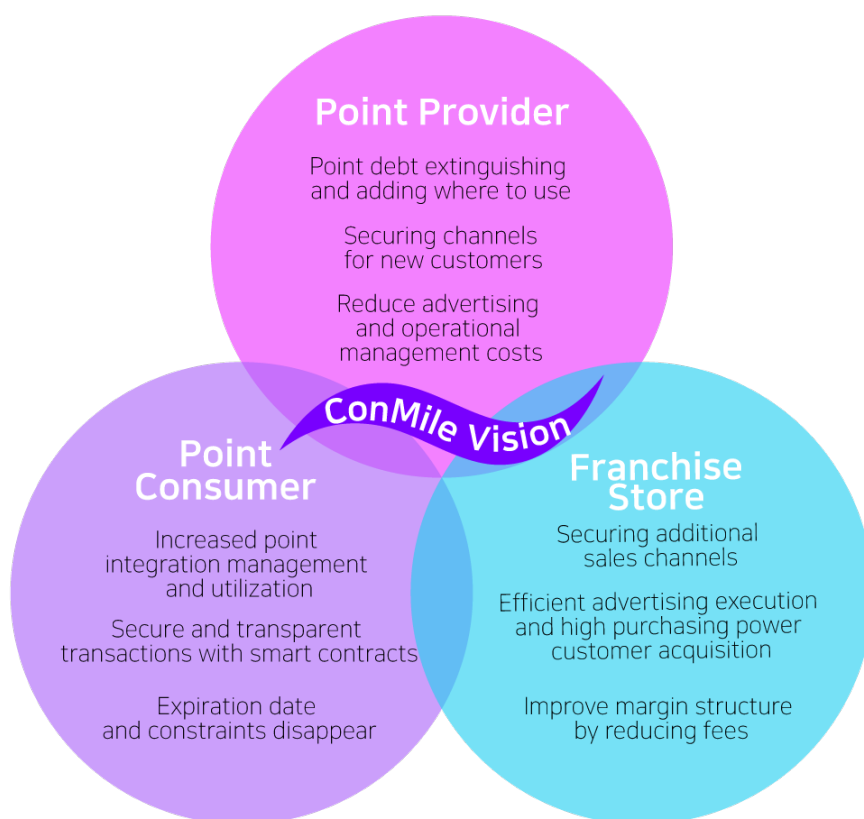 Point Provider
Point debt extinguishing
and adding where to use
Securing channels
for new customers
Reduce advertising
and operational
management costs
ConMile Vision
Point
Consumer
Increased point
integration management
and utilization
Secure and transparent
transactions with smart contracts
Expiration date
and constraints disappear
Franchise
Store
Securing additional
sales channels
Efficient advertising execution
and high purchasing power
customer acquisition
Improve margin structure
by reducing fees